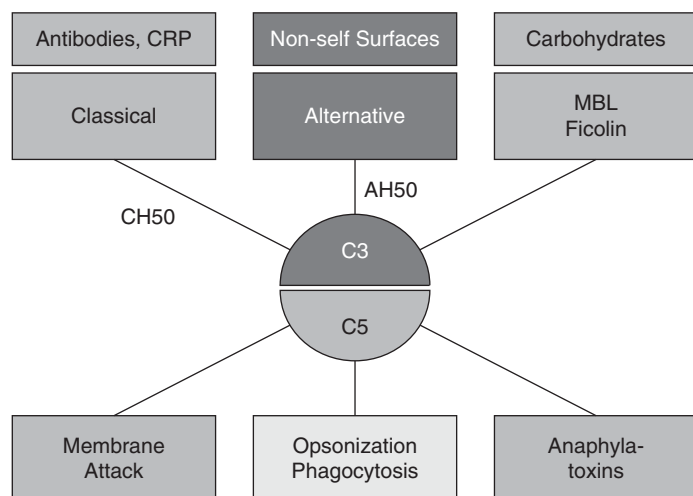 Antibodies, CRP
Non-self Surfaces
Carbohydrates
Classical
Alternative
MBL
Ficolin
CH50
AH50
C3
C5
Membrane
Attack
Opsonization
Phagocytosis
Anaphyla-
toxins